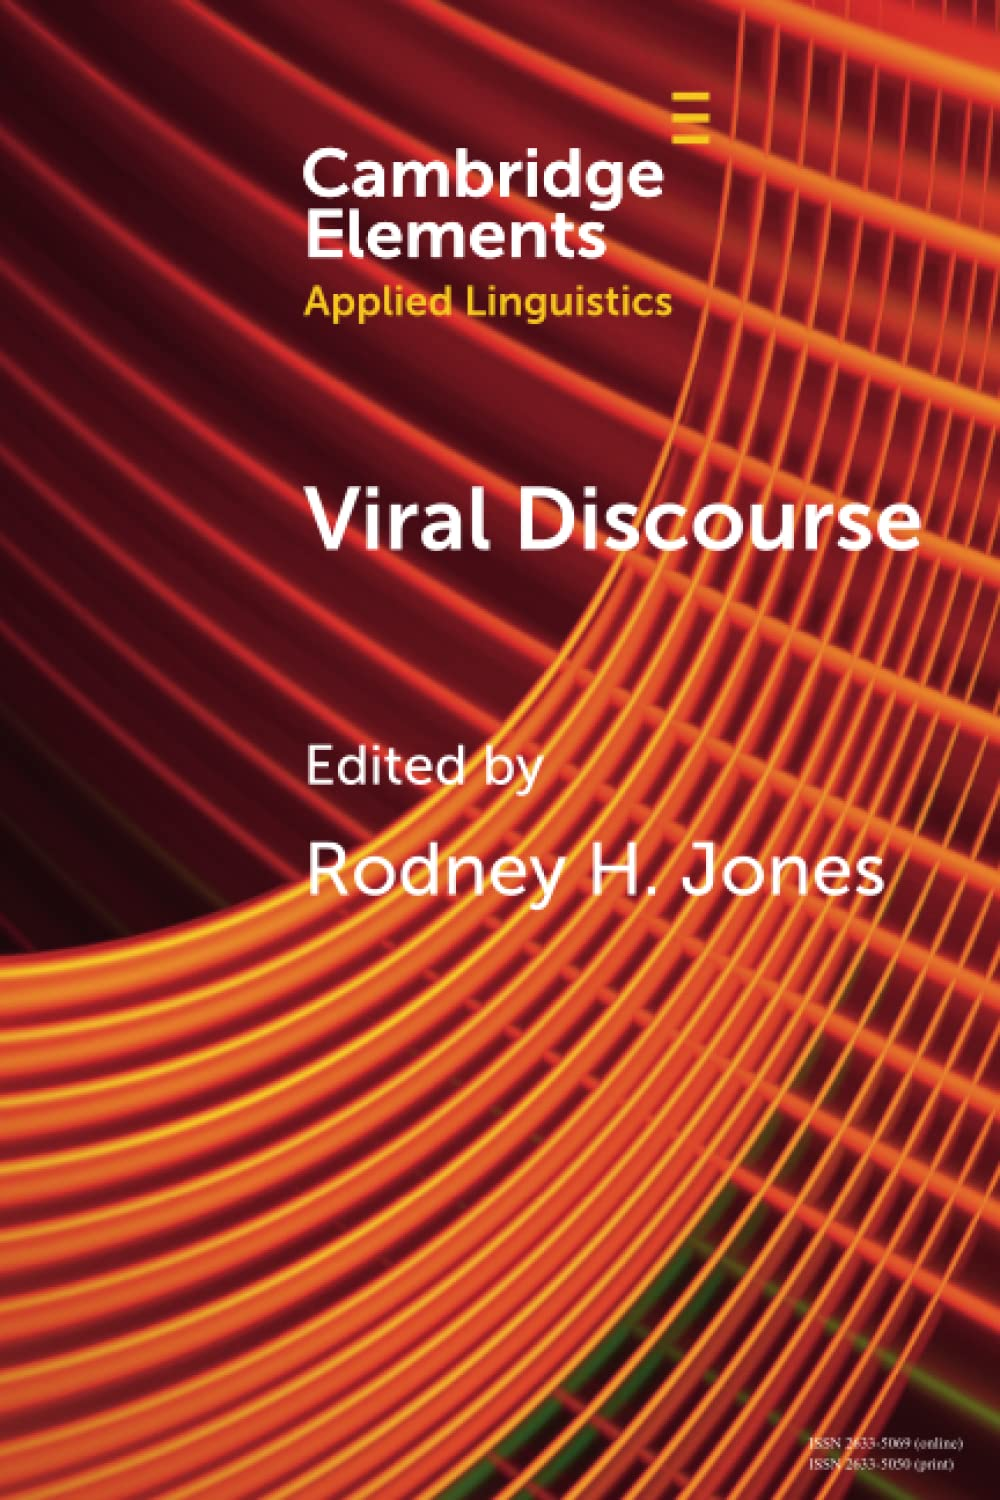 Cambridge
Elements
Applied Linguistics
Viral Discourse
Edited by
Rodney H. Jones
ISSN 2633-5069 (online)
ISSN 2633-5050 (print)